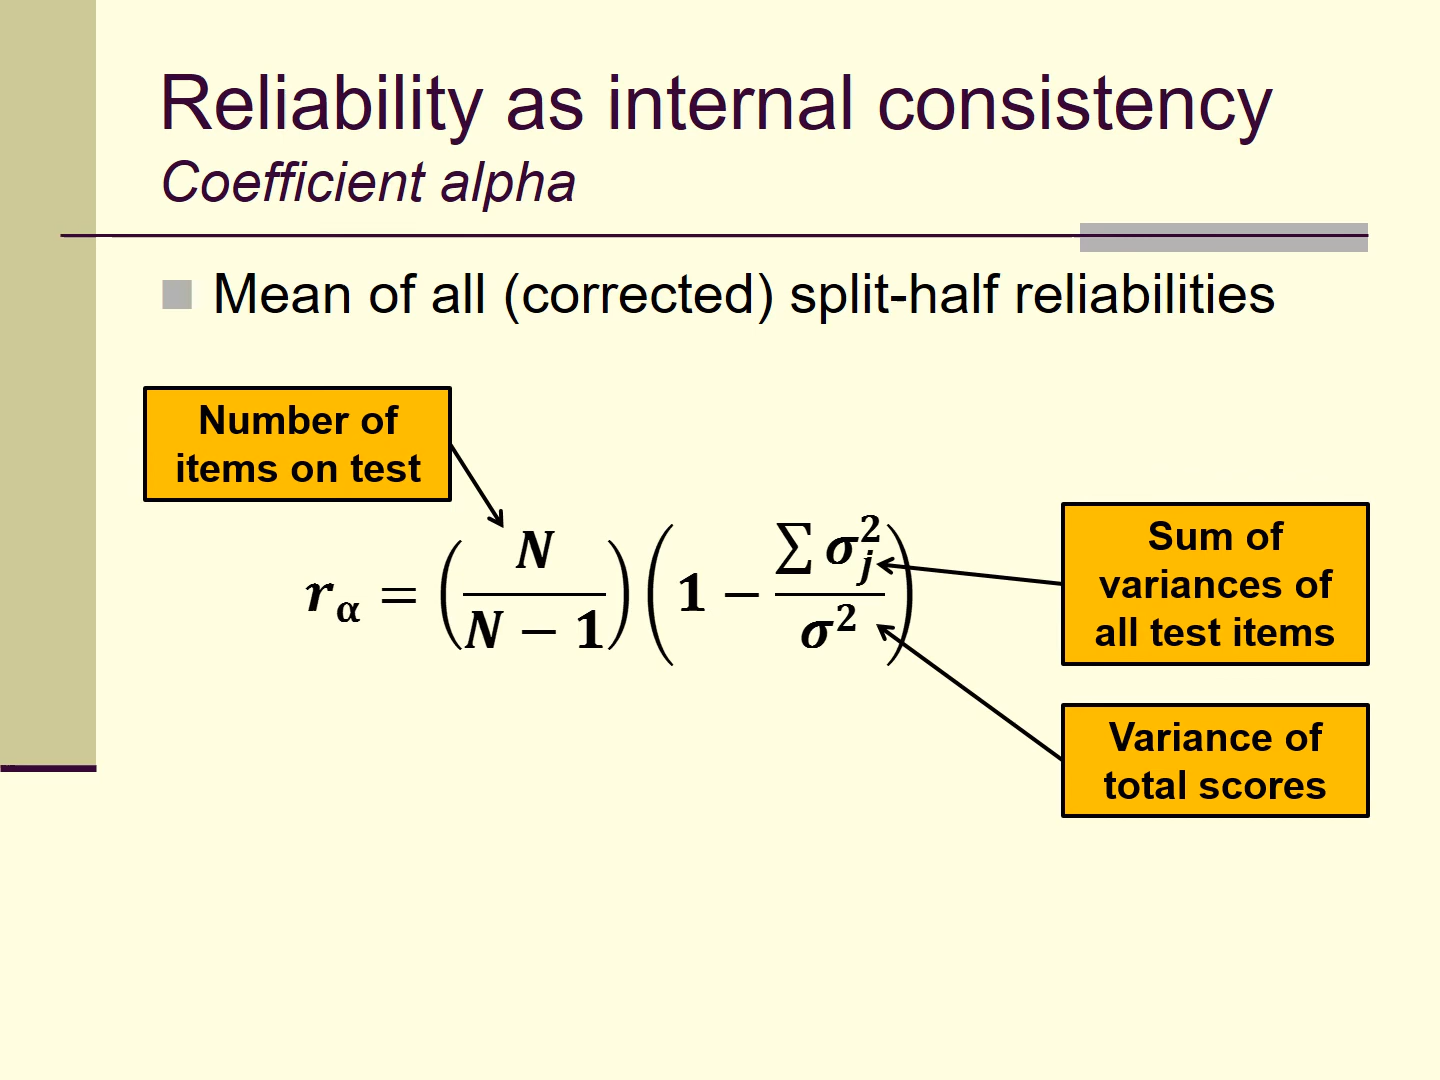 Reliability as internal consistency
Coefficient alpha
Mean of all (corrected) split-half reliabilities
Number of
items on test
r_α = (N / (N − 1)) (1 − ∑ σ_j^2 / σ^2)
Sum of
variances of
all test items
Variance of
total scores